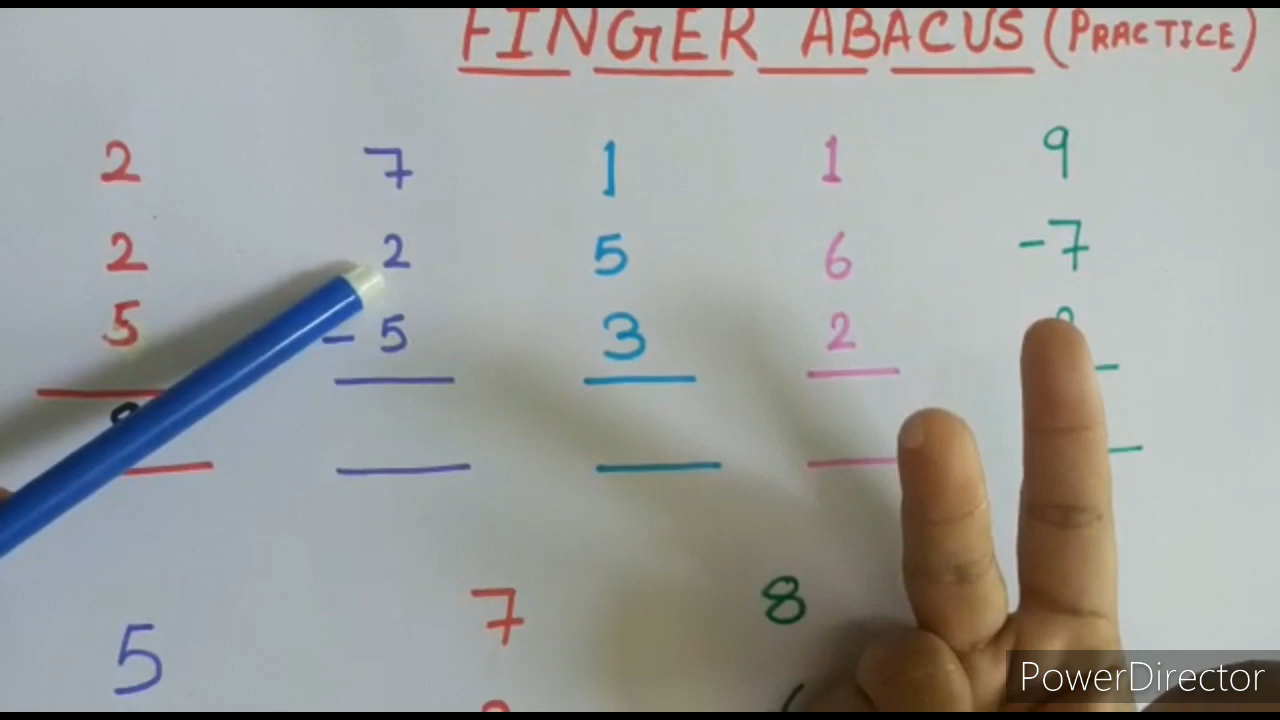 FINGER ABACUS (PRACTICE)
2 7 1 1 9
2 2 5 6 -7
5 - 5 3 2
5 7 8
PowerDirector